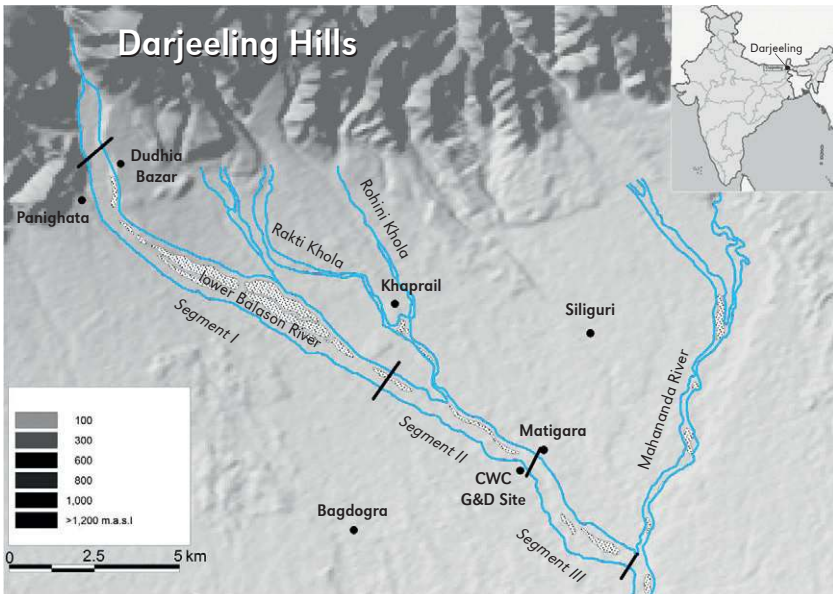 Darjeeling Hills
Darjeeling
Dudhia
Bazar
Panighata
Rakti Khola
Rohini Khola
Khaprail
lower Balason River
Segment I
Siliguri
Mahananda River
Segment II
Matigara
CWC
G&D Site
Bagdogra
Segment III
100
300
600
800
1,000
>1,200 m.a.s.l
0 2.5 5 km